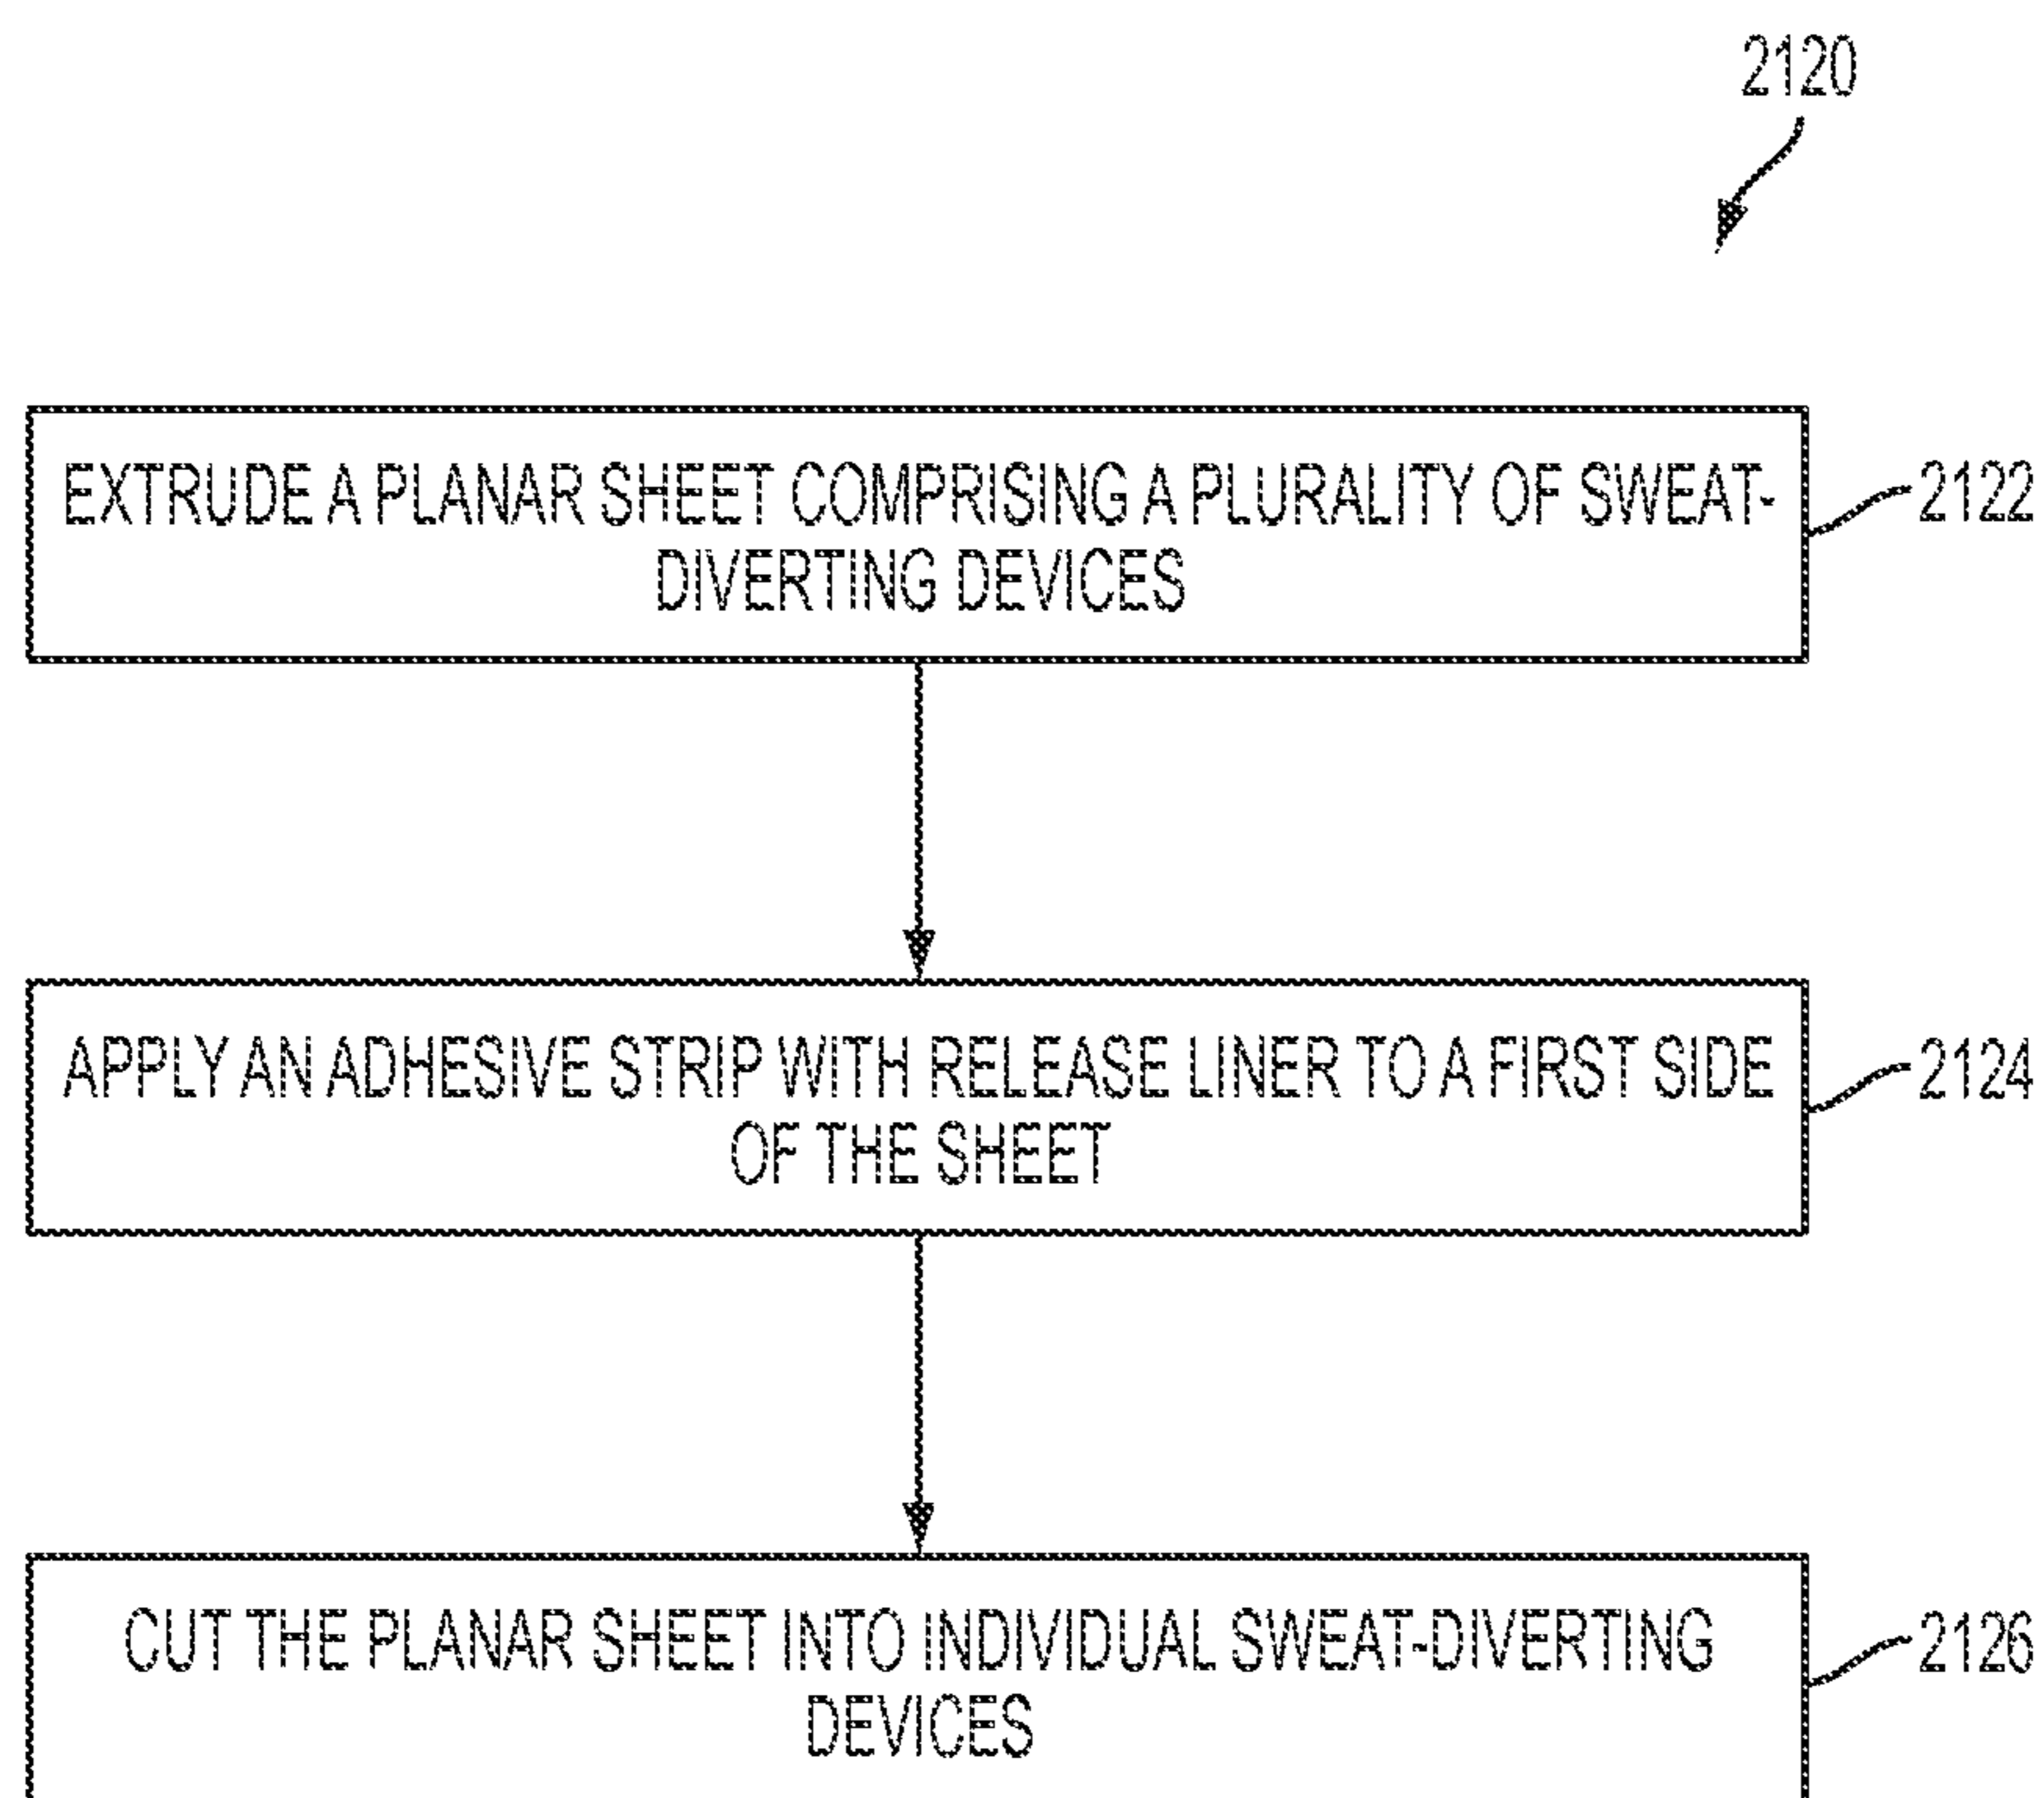 2120
EXTRUDE A PLANAR SHEET COMPRISING A PLURALITY OF SWEAT-
DIVERTING DEVICES
2122
APPLY AN ADHESIVE STRIP WITH RELEASE LINER TO A FIRST SIDE
OF THE SHEET
2124
CUT THE PLANAR SHEET INTO INDIVIDUAL SWEAT-DIVERTING
DEVICES
2126